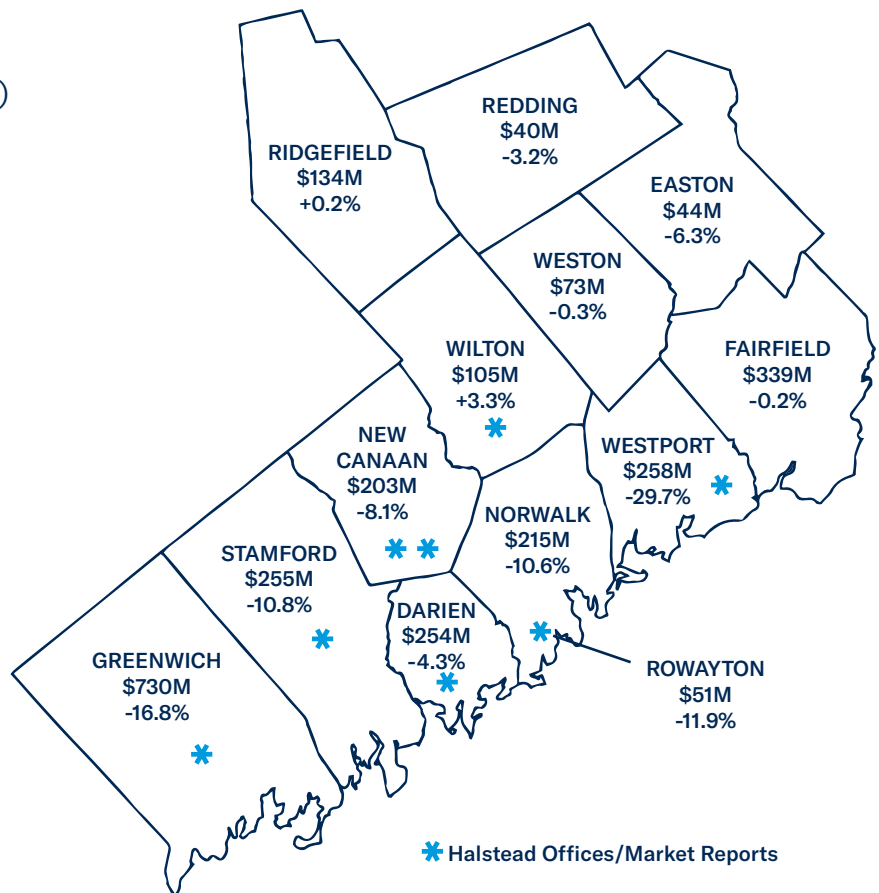 )
REDDING
$40M
-3.2%
RIDGEFIELD
$134M
+0.2%
EASTON
$44M
-6.3%
WESTON
$73M
-0.3%
WILTON
$105M
+3.3%
FAIRFIELD
$339M
-0.2%
NEW
CANAAN
$203M
-8.1%
WESTPORT
$258M
-29.7%
NORWALK
$215M
-10.6%
STAMFORD
$255M
-10.8%
DARIEN
$254M
-4.3%
GREENWICH
$730M
-16.8%
ROWAYTON
$51M
-11.9%
Halstead Offices/Market Reports